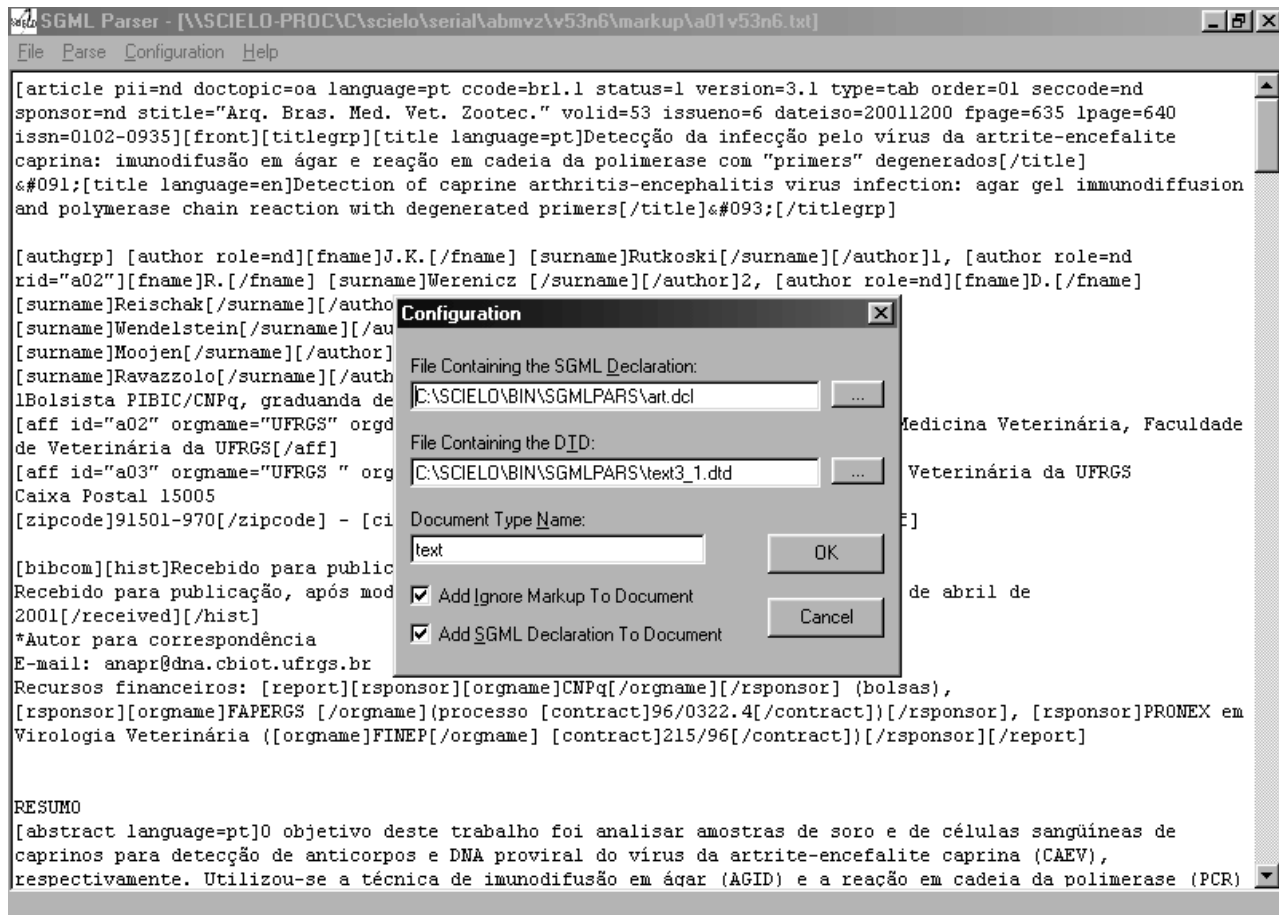 SGML Parser - [\\SCIELO-PROC\C\scielo\serial\abmvz\v53n6\markup\a01v53n6.txt]
File Parse Configuration Help
[article pii=nd doctopic=oa language=pt ccode=br1.1 status=1 version=3.1 type=tab order=01 seccode=nd
sponsor=nd stitle="Arq. Bras. Med. Vet. Zootec." volid=53 issueno=6 dateiso=20011200 fpage=635 lpage=640
issn=0102-0935][front][titlegrp][title language=pt]Detecção da infecção pelo vírus da artrite-encefalite
caprina: imunodifusão em ágar e reação em cadeia da polimerase com "primers" degenerados[/title]
&#091;[title language=en]Detection of caprine arthritis-encephalitis virus infection: agar gel immunodiffusion
and polymerase chain reaction with degenerated primers[/title]&#093;[/titlegrp]
[authgrp] [author role=nd][fname]J.K.[/fname] [surname]Rutkoski[/surname][/author]1, [author role=nd
rid="a02"][fname]R.[/fname] [surname]Werenicz [/surname][/author]2, [author role=nd][fname]D.[/fname]
[surname]Reischak[/surname][/autho
[surname]Wendelstein[/surname][/au
[surname]Moojen[/surname][/author]
[surname]Ravazzolo[/surname][/auth
1Bolsista PIBIC/CNPq, graduanda de
[aff id="a02" orgname="UFRGS" orgd Medicina Veterinária, Faculdade
de Veterinária da UFRGS[/aff]
[aff id="a03" orgname="UFRGS " org Veterinária da UFRGS
Caixa Postal 15005
[zipcode]91501-970[/zipcode] - [ci f]
[bibcom][hist]Recebido para public
Recebido para publicação, após mod de abril de
2001[/received][/hist]
*Autor para correspondência
E-mail: anapr@dna.cbiot.ufrgs.br
Recursos financeiros: [report][rsponsor][orgname]CNPq[/orgname][/rsponsor] (bolsas),
[rsponsor][orgname]FAPERGS [/orgname](processo [contract]96/0322.4[/contract])[/rsponsor], [rsponsor]PRONEX em
Virologia Veterinária ([orgname]FINEP[/orgname] [contract]215/96[/contract])[/rsponsor][/report]
RESUMO
[abstract language=pt]O objetivo deste trabalho foi analisar amostras de soro e de células sangüíneas de
caprinos para detecção de anticorpos e DNA proviral do vírus da artrite-encefalite caprina (CAEV),
respectivamente. Utilizou-se a técnica de imunodifusão em ágar (AGID) e a reação em cadeia da polimerase (PCR)
Configuration
File Containing the SGML Declaration:
C:\SCIELO\BIN\SGMLPARS\art.dcl
...
File Containing the DTD:
C:\SCIELO\BIN\SGMLPARS\text3_1.dtd
...
Document Type Name:
text
OK
Add Ignore Markup To Document
Cancel
Add SGML Declaration To Document